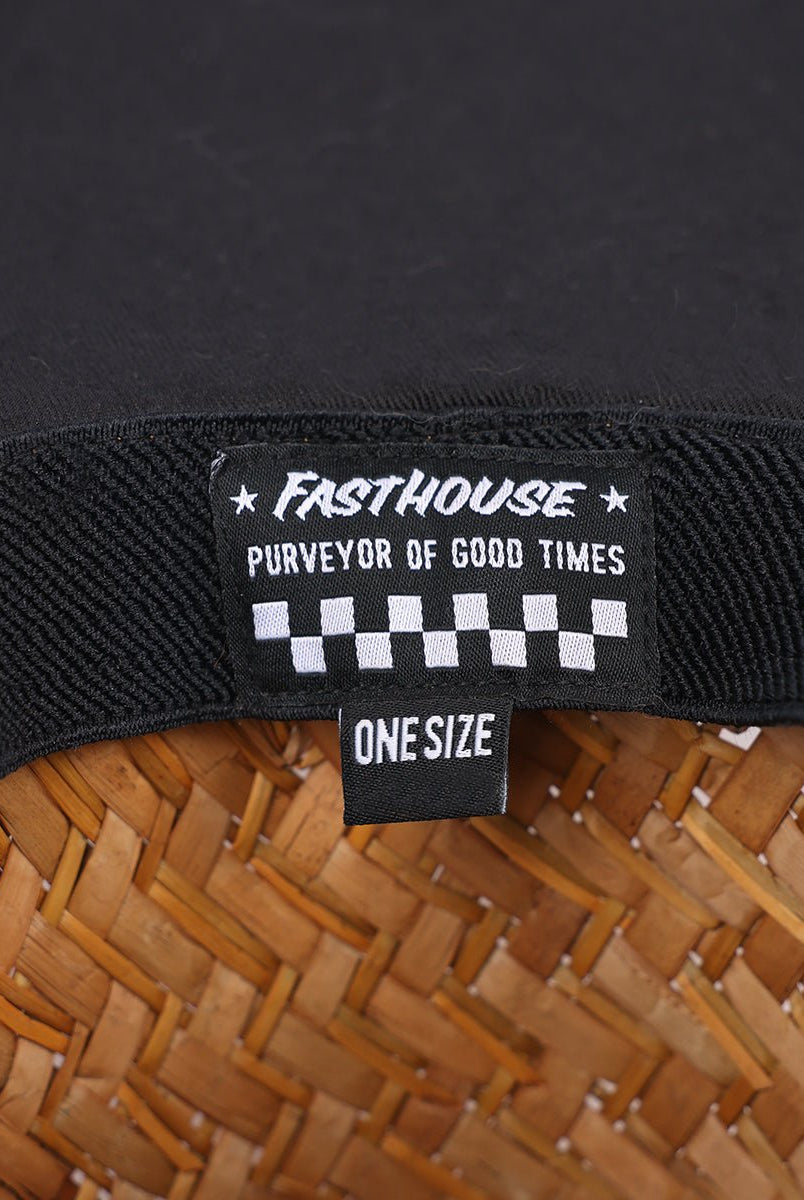 FASTHOUSE
PURVEYOR OF GOOD TIMES
ONE SIZE